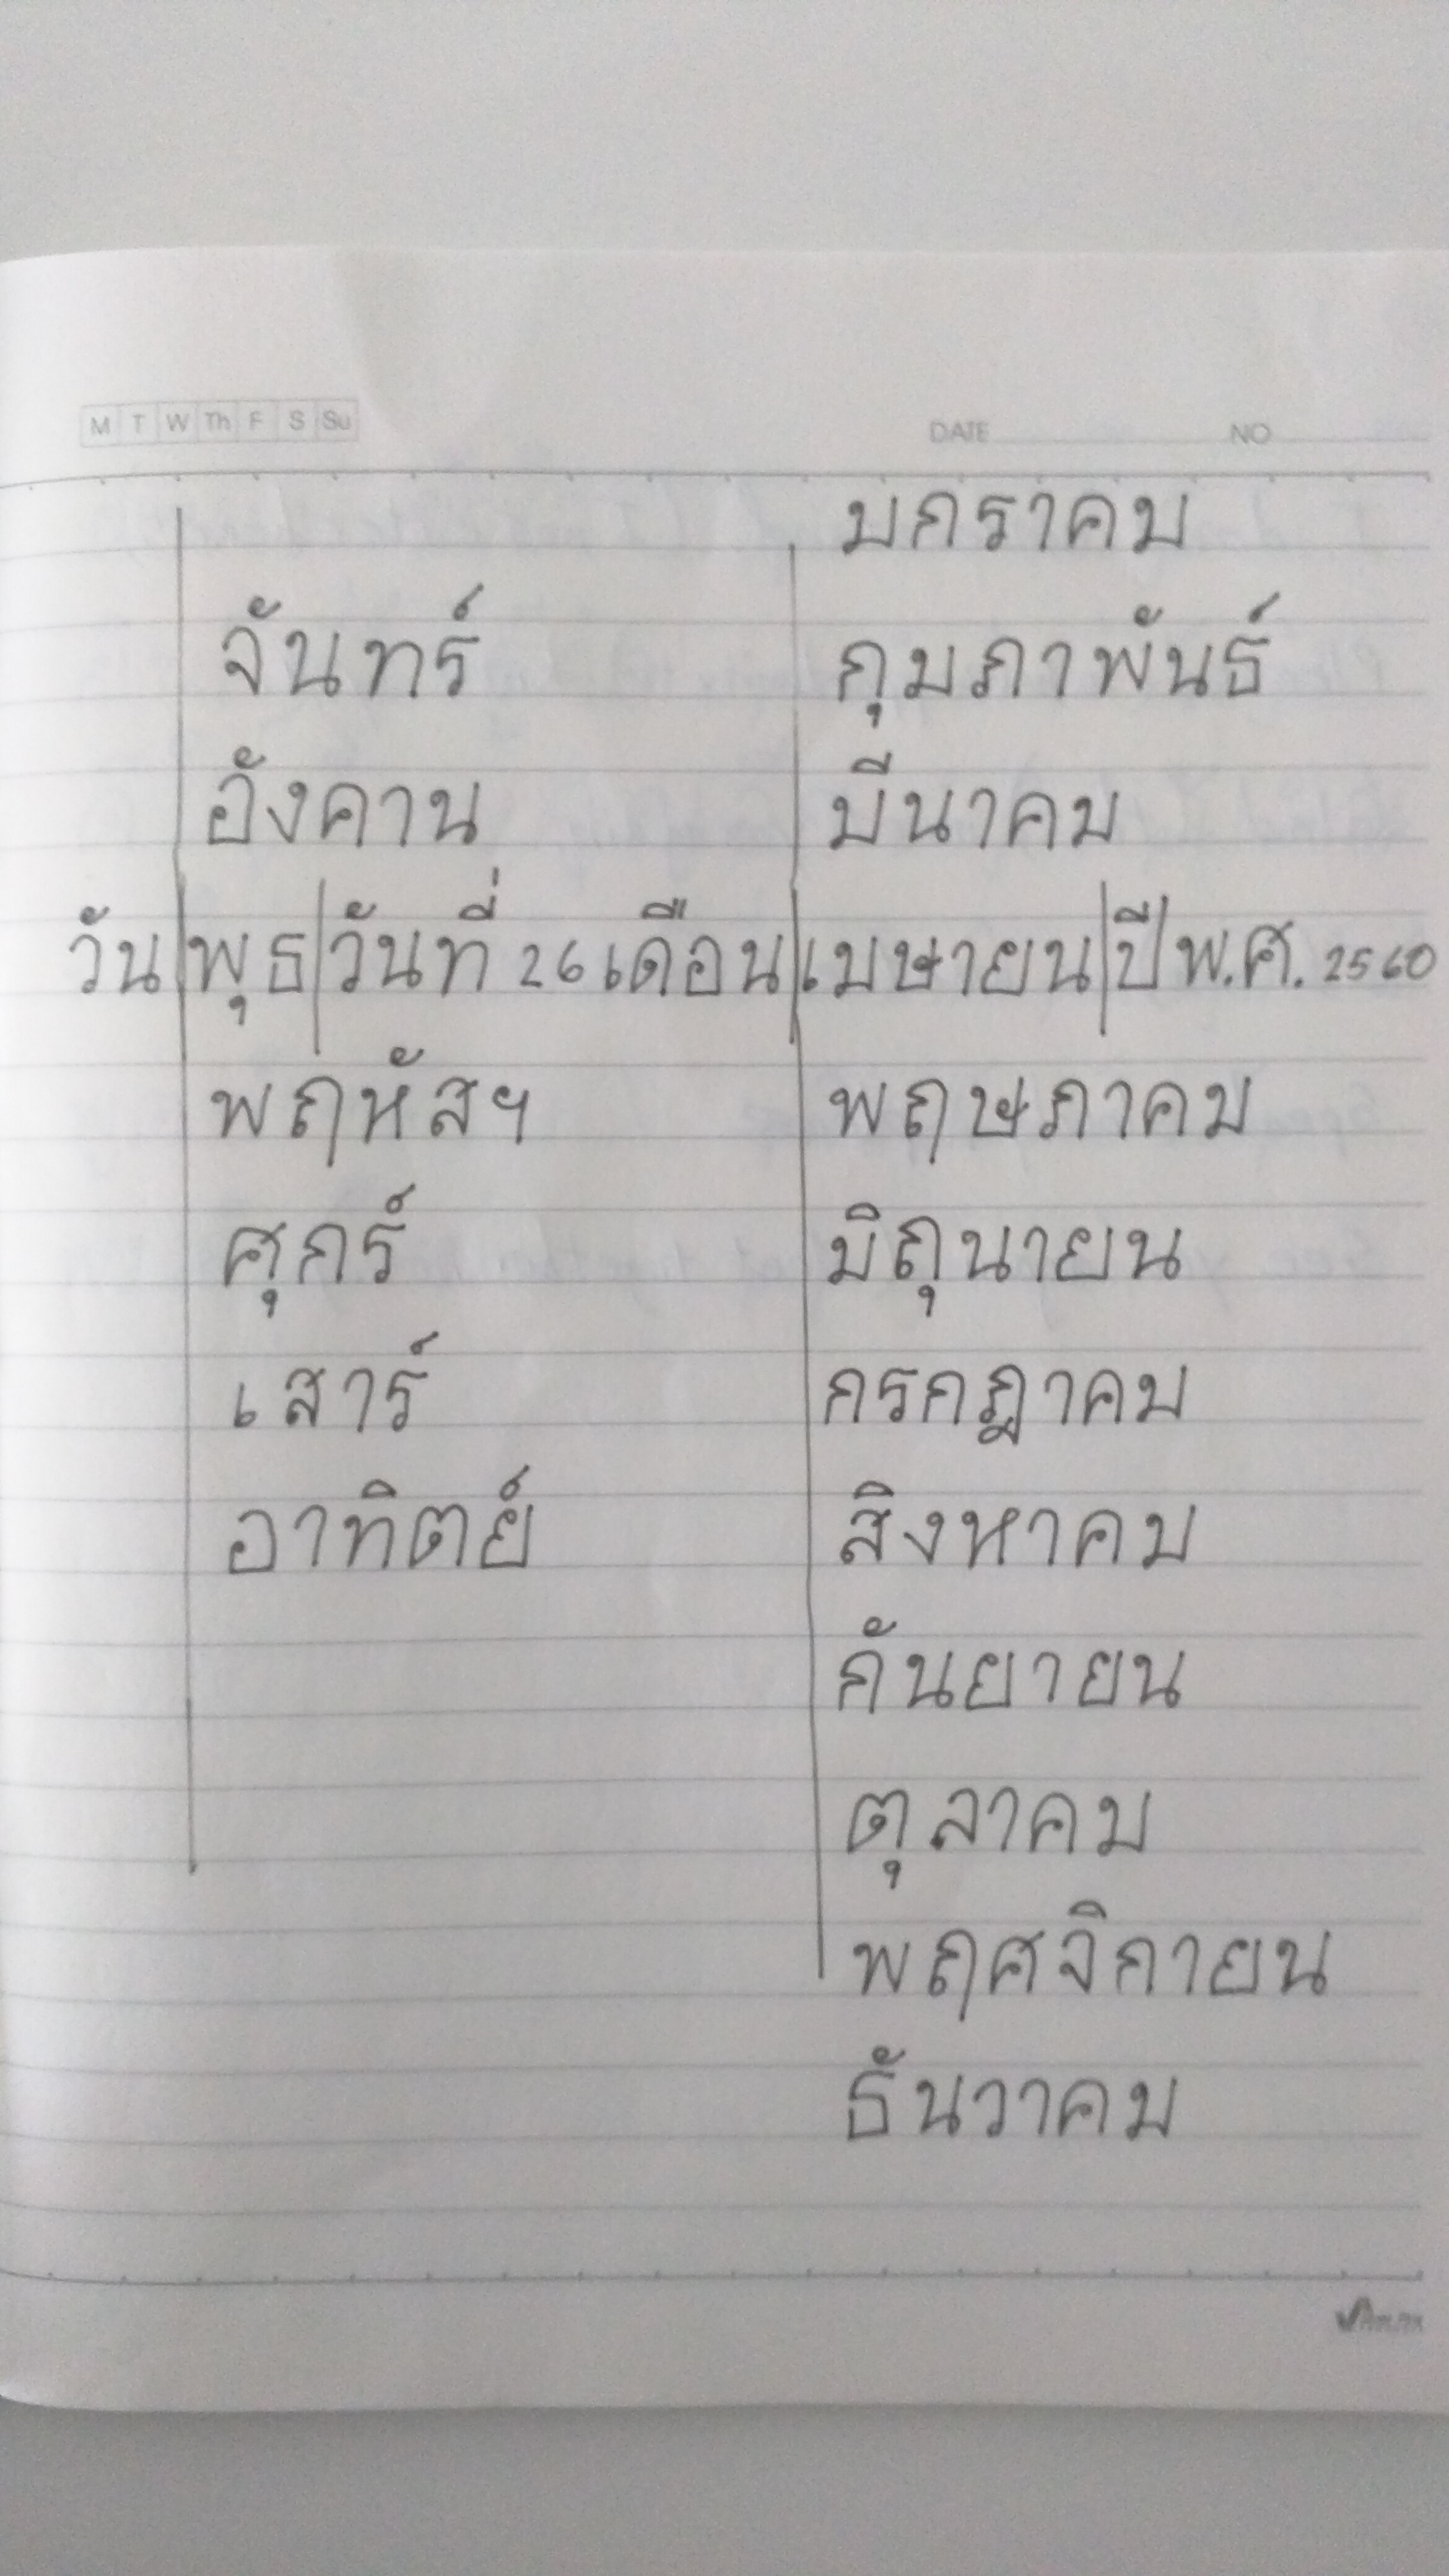 M T W Th F S Su
DATE NO
มกราคม
จันทร์ กุมภาพันธ์
อังคาน มีนาคม
วัน พุธ วันที่ 26 เดือน เมษายน ปี พ.ศ. 2560
พฤหัสฯ พฤษภาคม
ศุกร์ มิถุนายน
เสาร์ กรกฎาคม
อาทิตย์ สิงหาคม
กันยายน
ตุลาคม
พฤศจิกายน
ธันวาคม